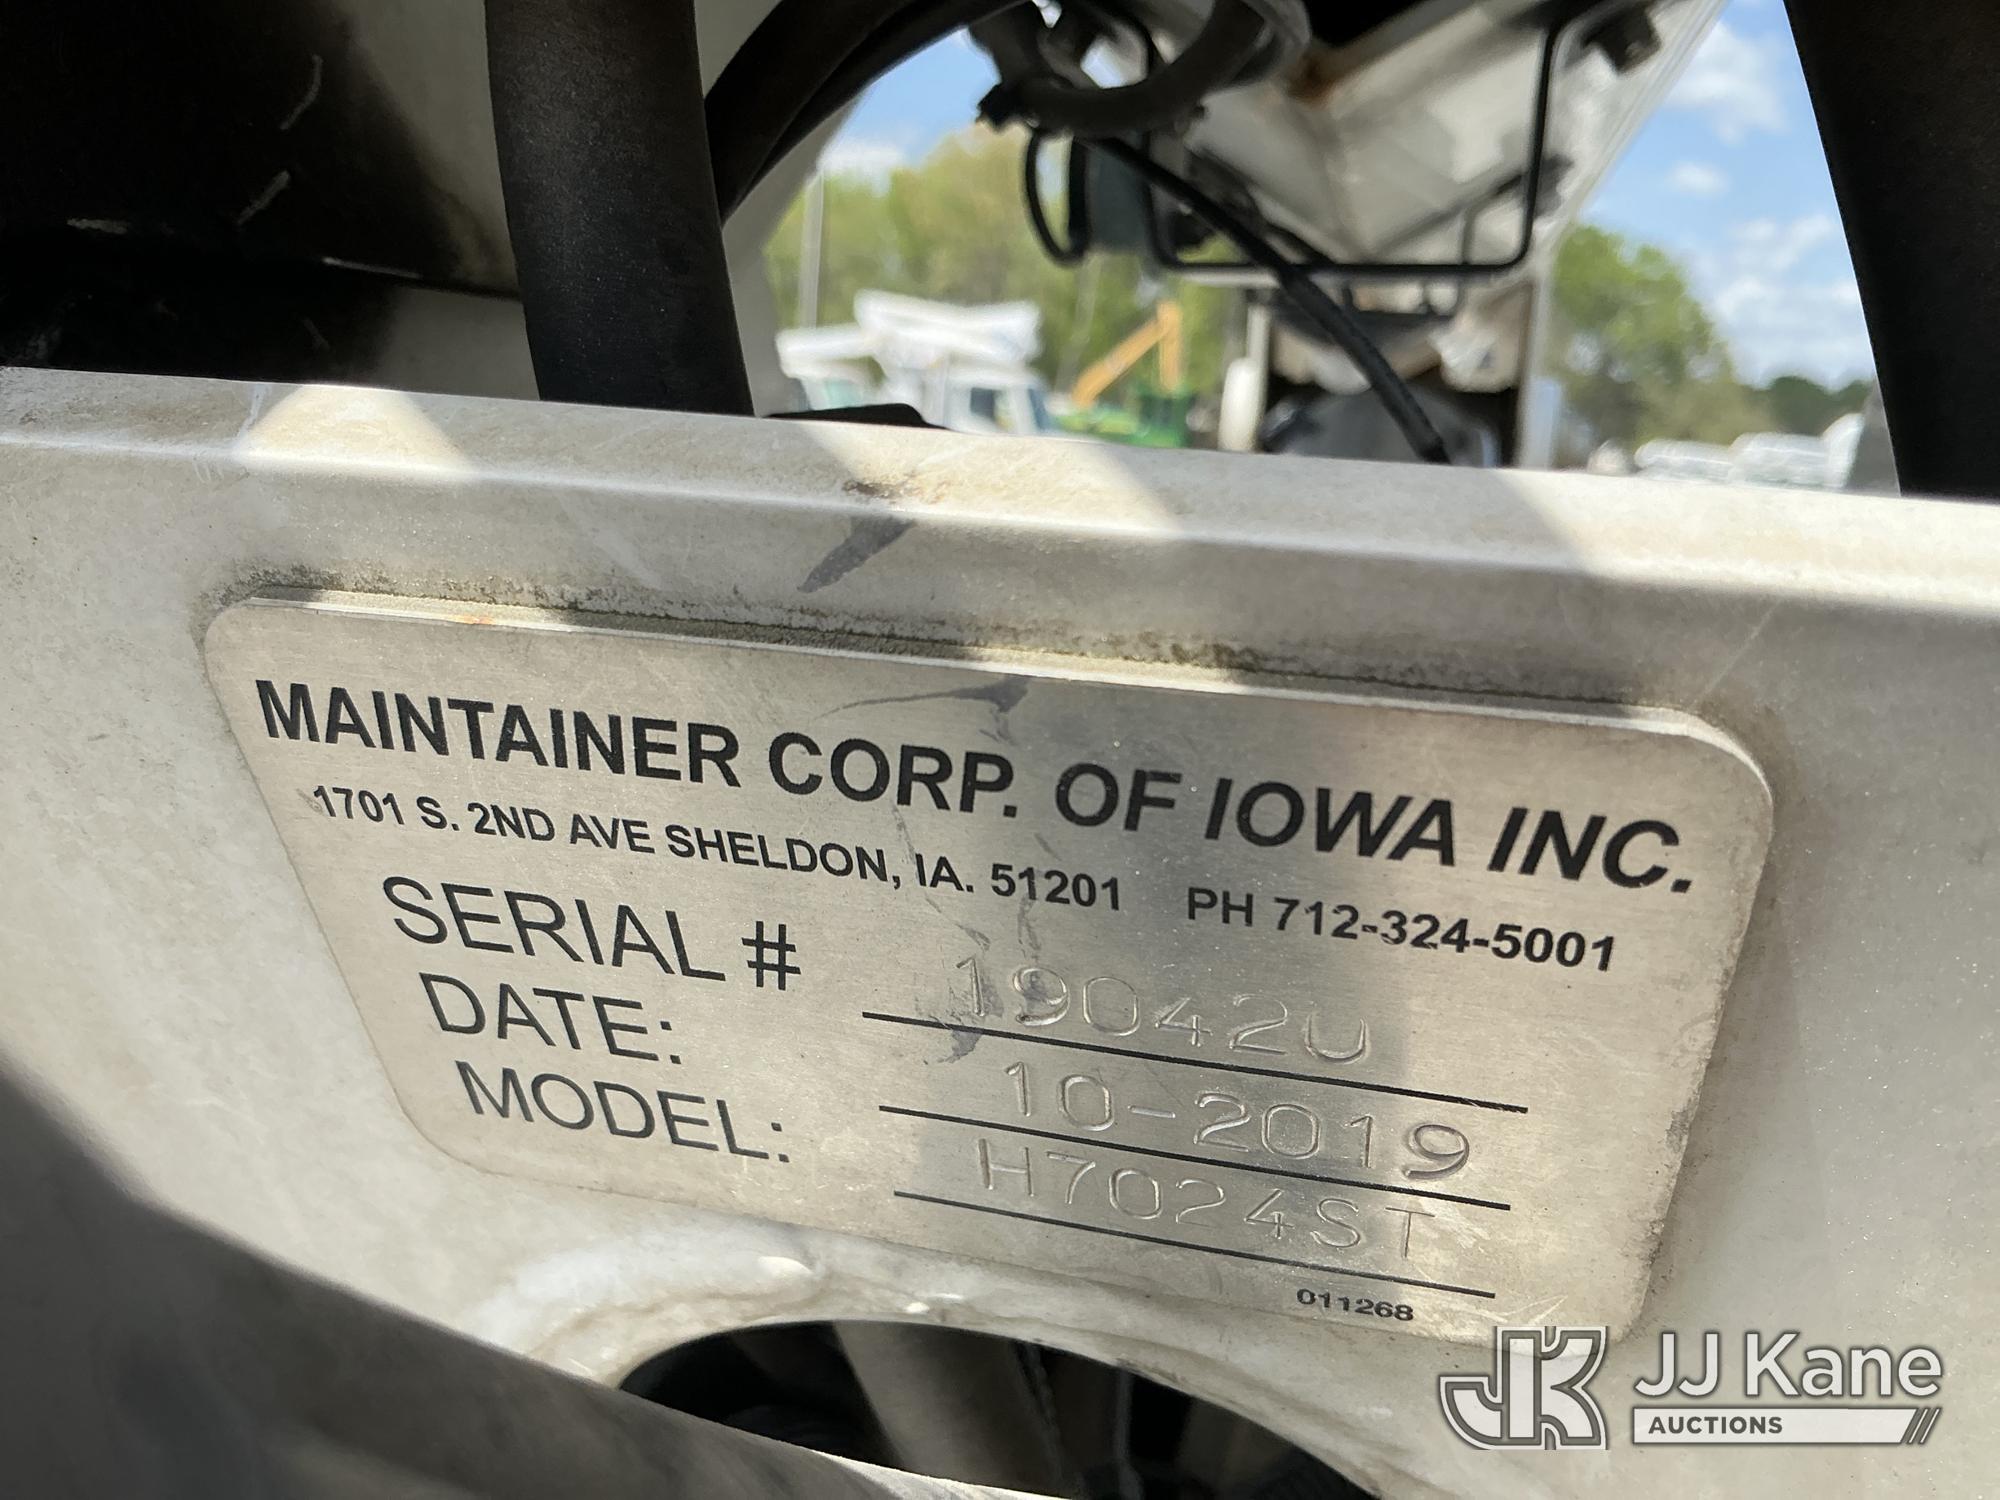 MAINTAINER CORP. OF IOWA INC.
1701 S. 2ND AVE SHELDON, IA. 51201 PH 712-324-5001
SERIAL # 190420
DATE: 10-2019
MODEL: H7024ST
011268
JK JJ Kane
AUCTIONS